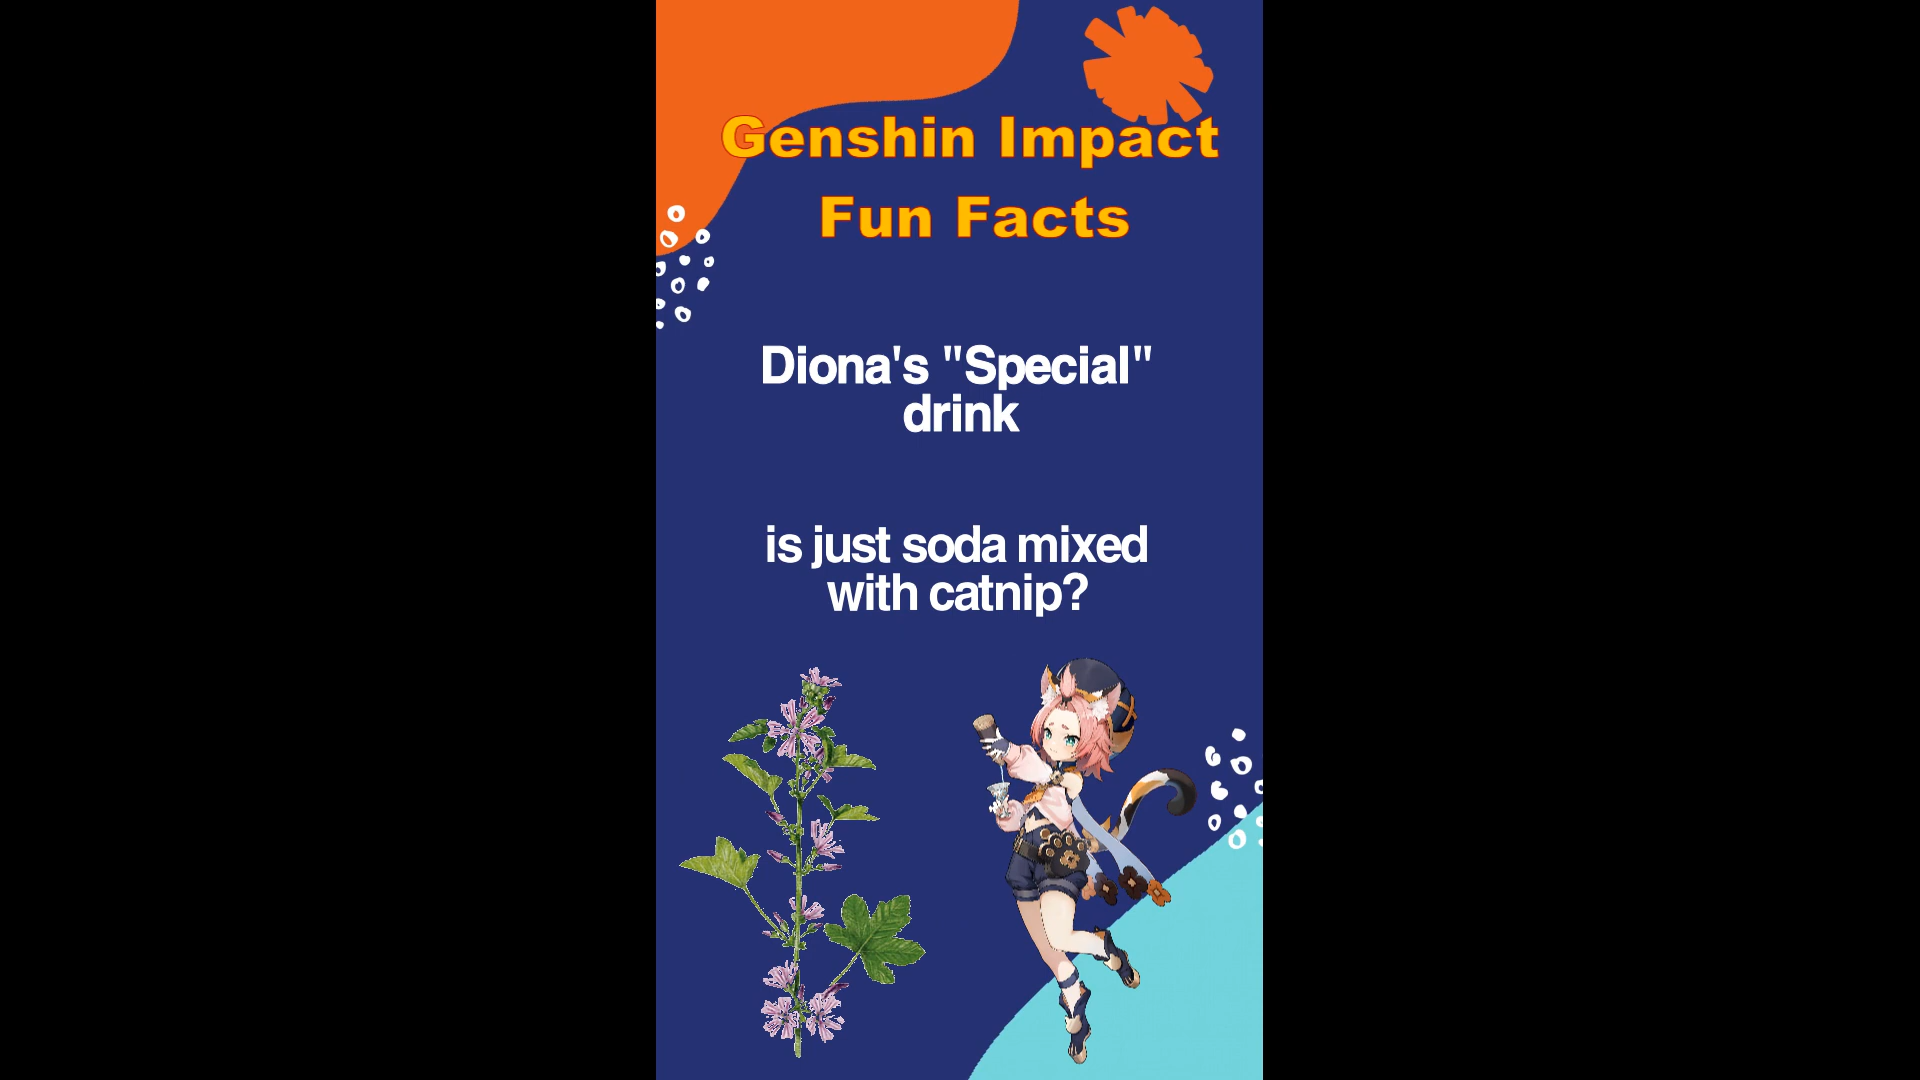 Genshin Impact
Fun Facts
Diona's "Special"
drink
is just soda mixed
with catnip?